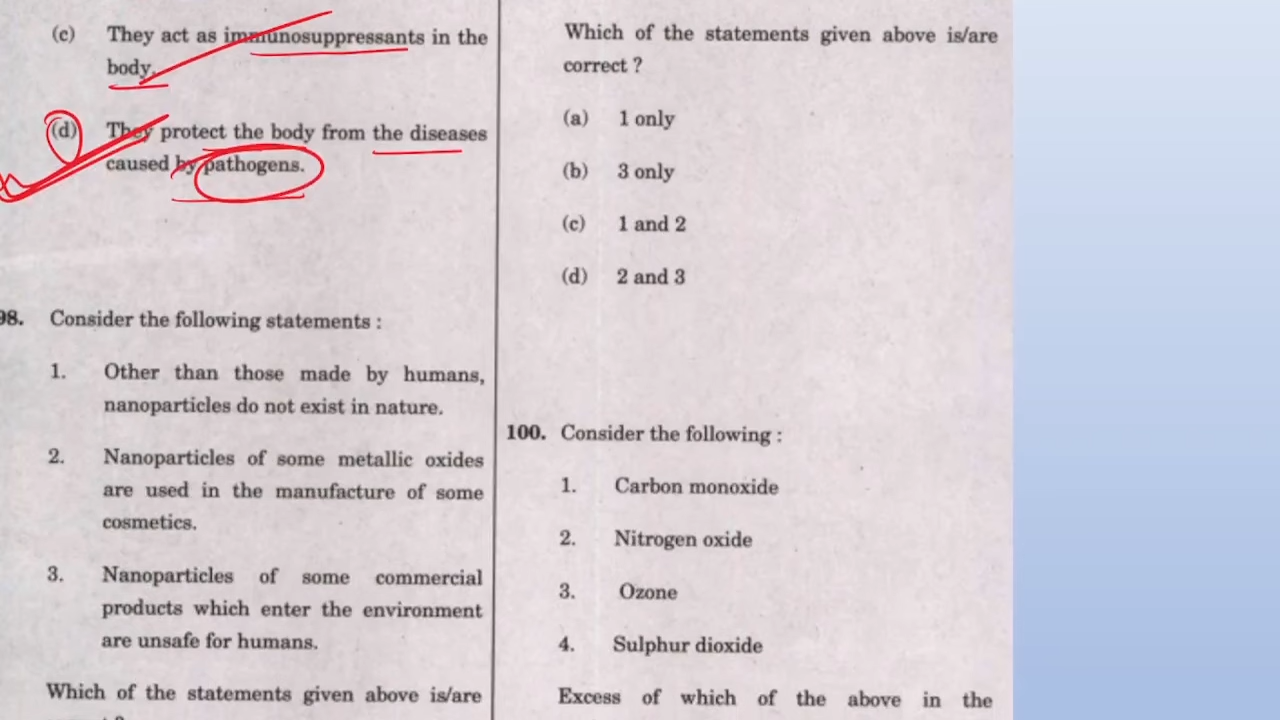 (c) They act as immunosuppressants in the
body.
(d) They protect the body from the diseases
caused by pathogens.
98. Consider the following statements :
1. Other than those made by humans,
nanoparticles do not exist in nature.
2. Nanoparticles of some metallic oxides
are used in the manufacture of some
cosmetics.
3. Nanoparticles of some commercial
products which enter the environment
are unsafe for humans.
Which of the statements given above is/are
Which of the statements given above is/are
correct ?
(a) 1 only
(b) 3 only
(c) 1 and 2
(d) 2 and 3
100. Consider the following :
1. Carbon monoxide
2. Nitrogen oxide
3. Ozone
4. Sulphur dioxide
Excess of which of the above in the